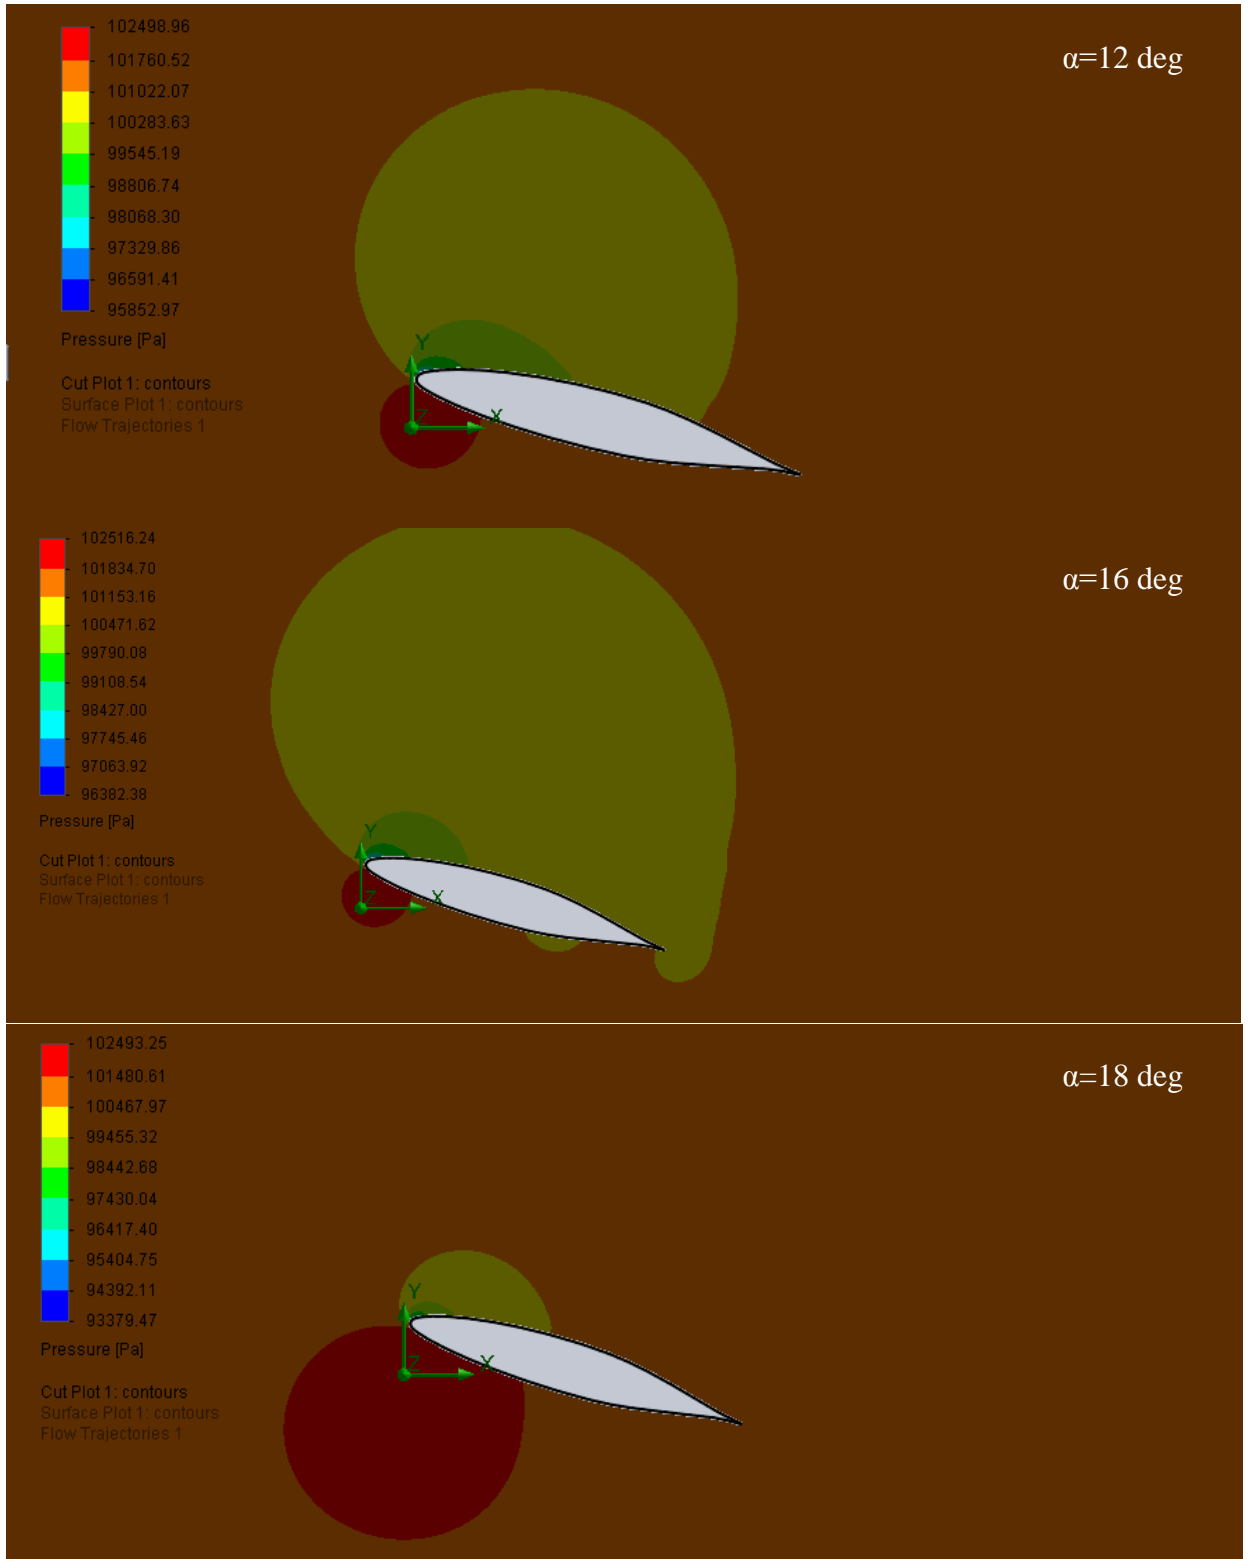 102498.96
α=12 deg
101760.52
101022.07
100283.63
99545.19
98806.74
98068.30
97329.86
96591.41
95852.97
Pressure [Pa]
Y
Cut Plot 1: contours
Surface Plot 1: contours
Z X
Flow Trajectories 1
102516.24
α=16 deg
101834.70
101153.16
100471.62
99790.08
99108.54
98427.00
97745.46
97063.92
96382.38
Pressure [Pa]
Y
Cut Plot 1: contours
Surface Plot 1: contours
Flow Trajectories 1
Z X
102493.25
α=18 deg
101480.61
100467.97
99455.32
98442.68
97430.04
96417.40
95404.75
94392.11
93379.47
Y
Pressure [Pa]
Z X
Cut Plot 1: contours
Surface Plot 1: contours
Flow Trajectories 1